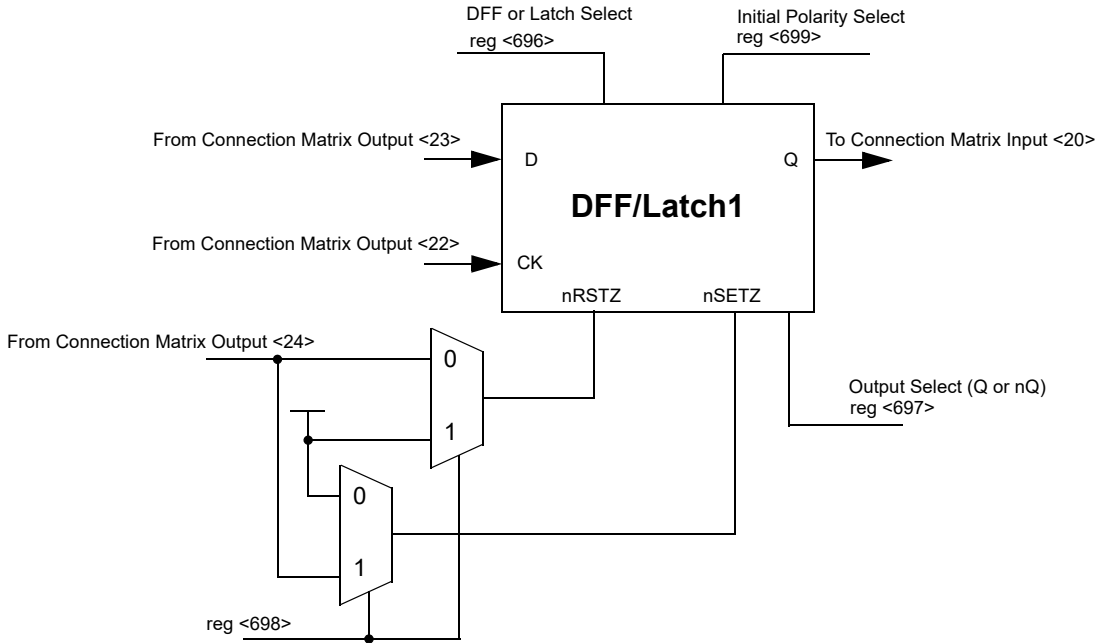 DFF or Latch Select
reg <696>
Initial Polarity Select
reg <699>
From Connection Matrix Output <23>
D
Q
To Connection Matrix Input <20>
DFF/Latch1
From Connection Matrix Output <22>
CK
nRSTZ
nSETZ
From Connection Matrix Output <24>
0
1
Output Select (Q or nQ)
reg <697>
0
1
reg <698>